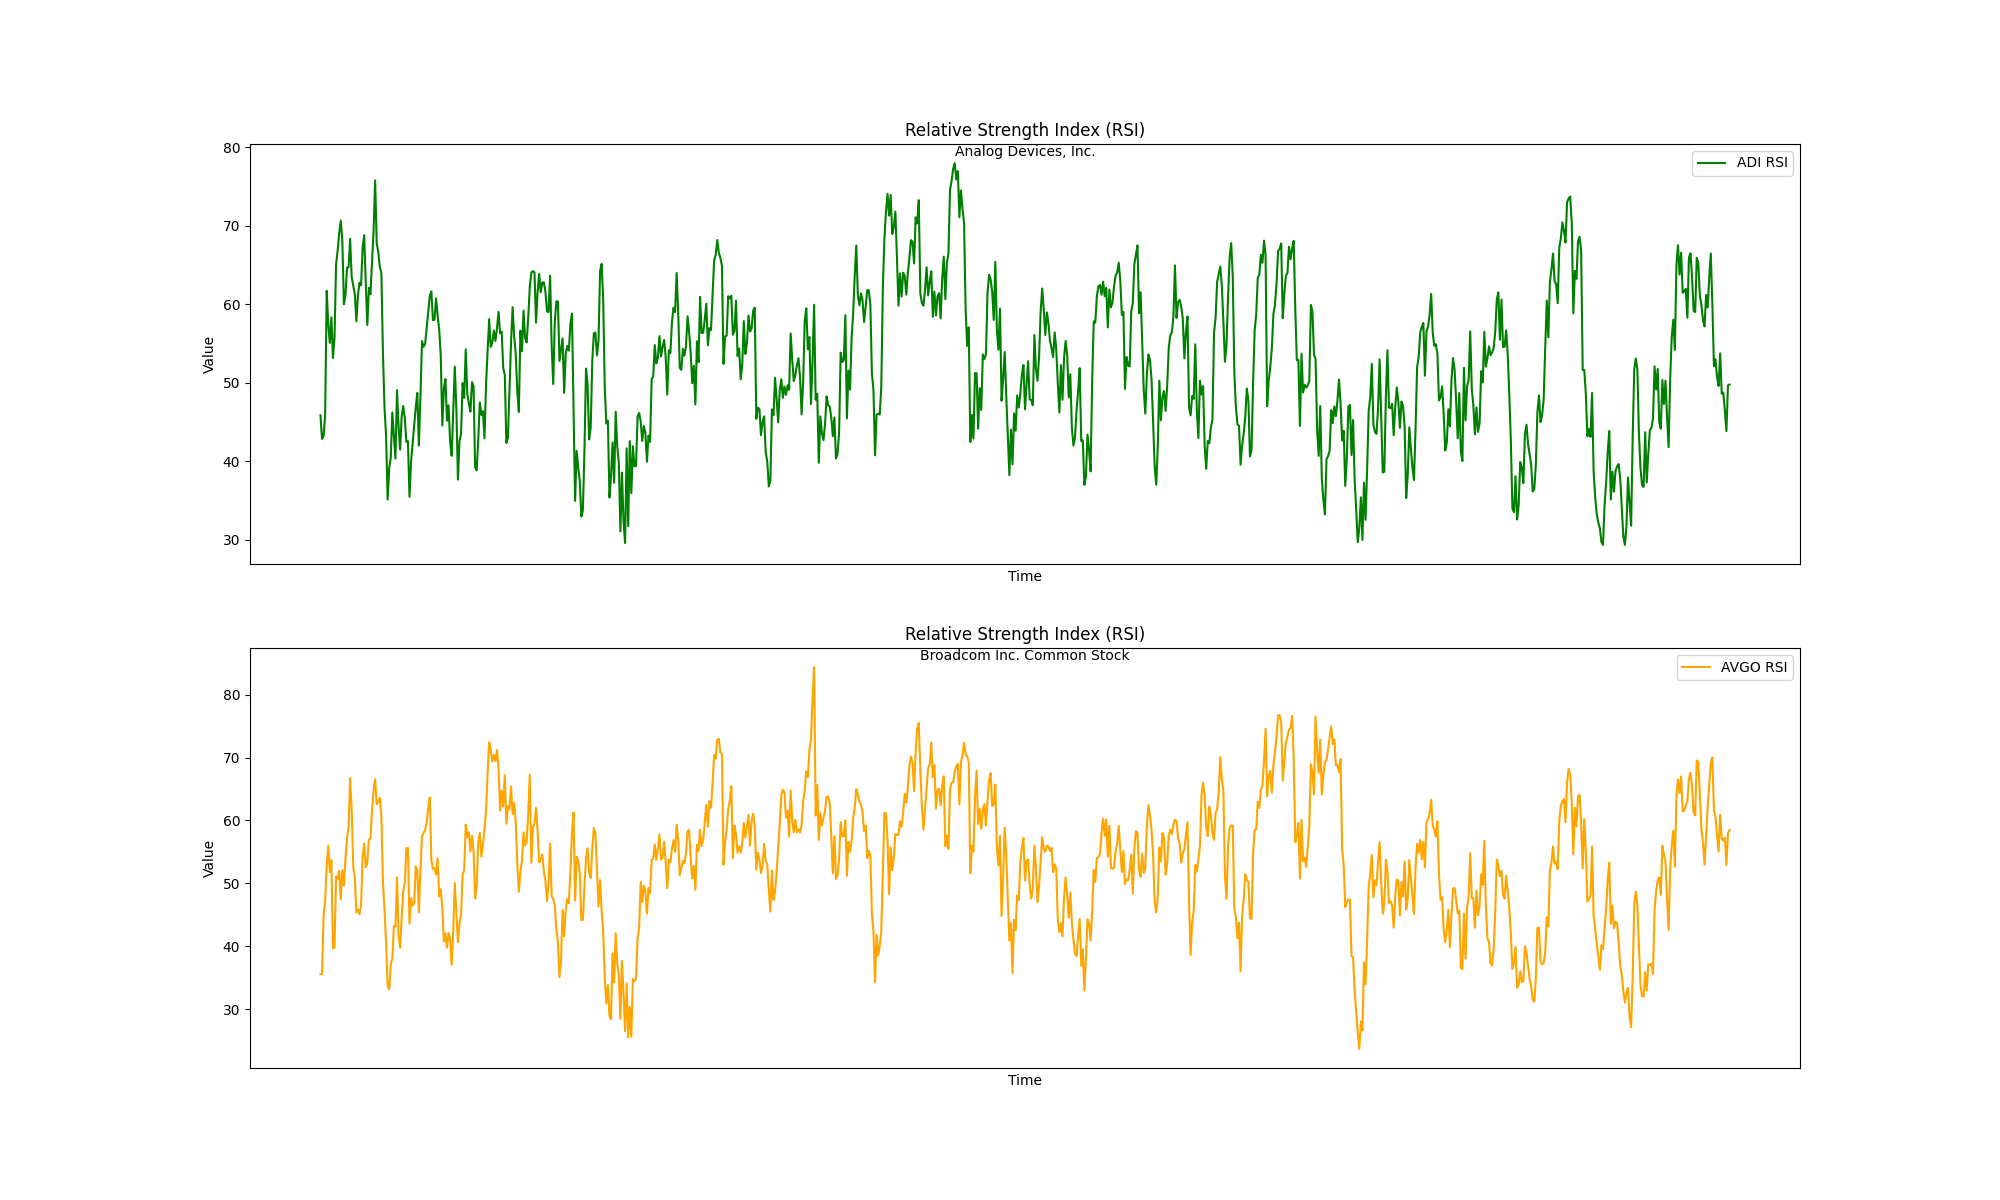 Relative Strength Index (RSI)
Analog Devices, Inc.
ADI RSI
80
70
60
50
40
30
Value
Time
Relative Strength Index (RSI)
Broadcom Inc. Common Stock
AVGO RSI
80
70
60
50
40
30
Value
Time